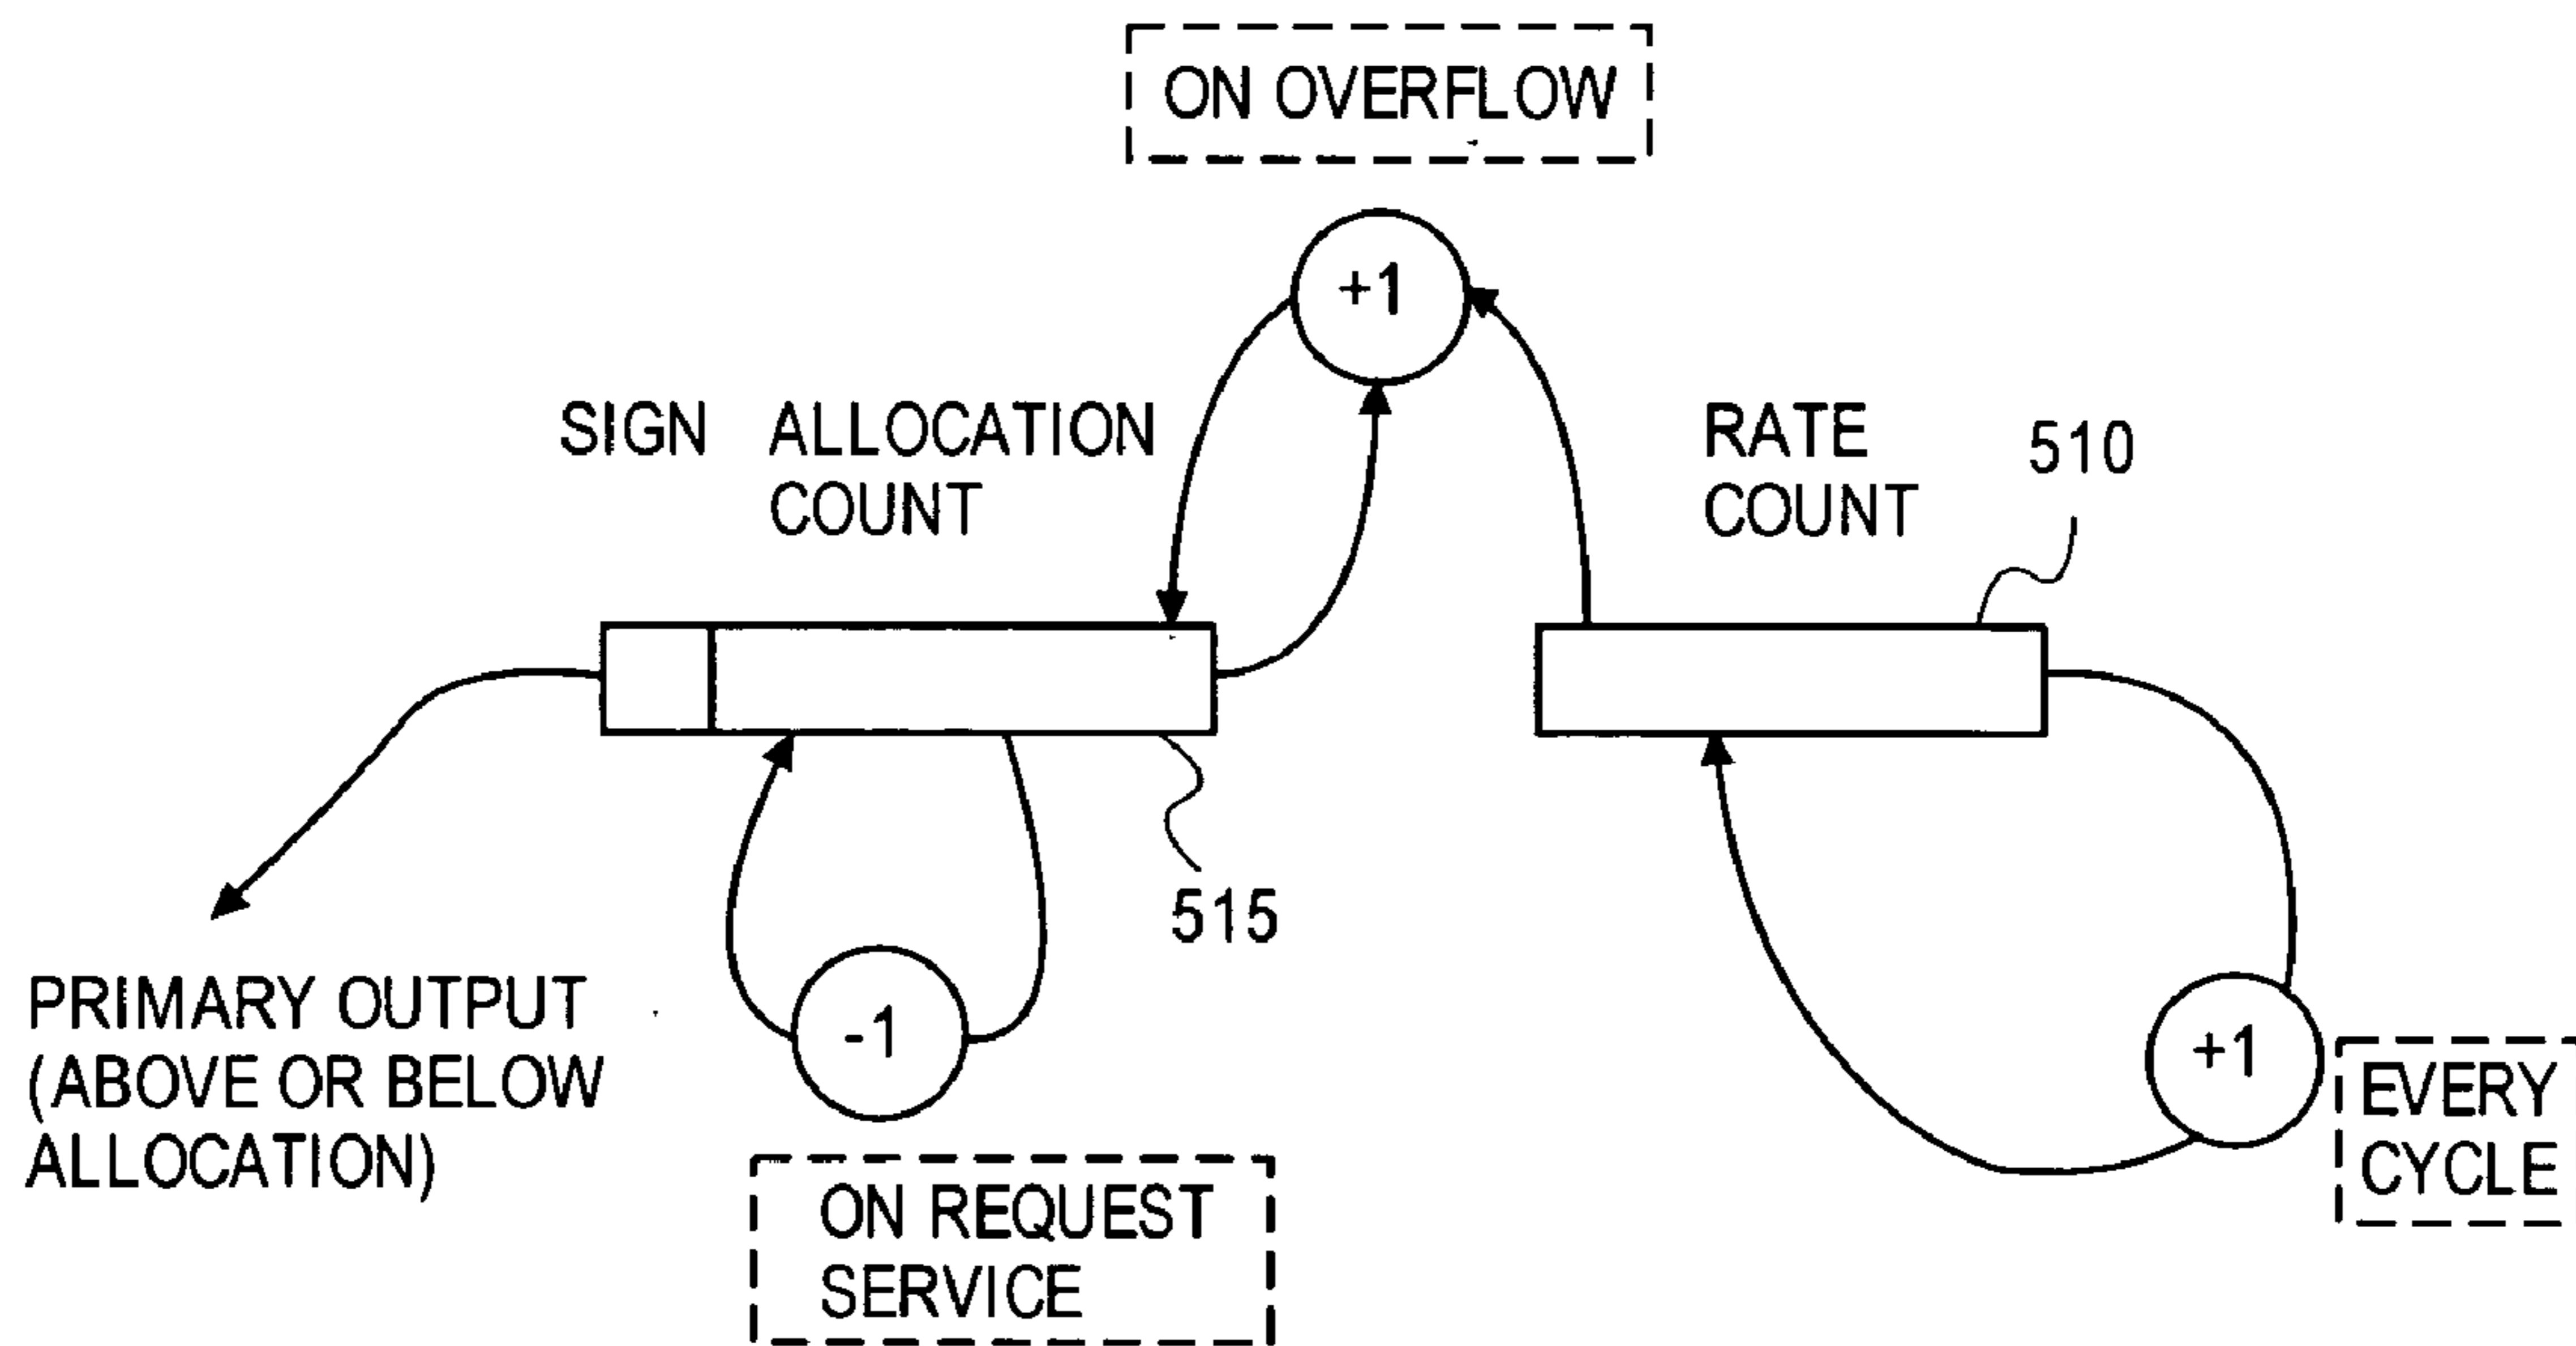 ON OVERFLOW
+1
SIGN ALLOCATION
COUNT
RATE
COUNT
510
515
PRIMARY OUTPUT
(ABOVE OR BELOW
ALLOCATION)
-1
ON REQUEST
SERVICE
+1
EVERY
CYCLE